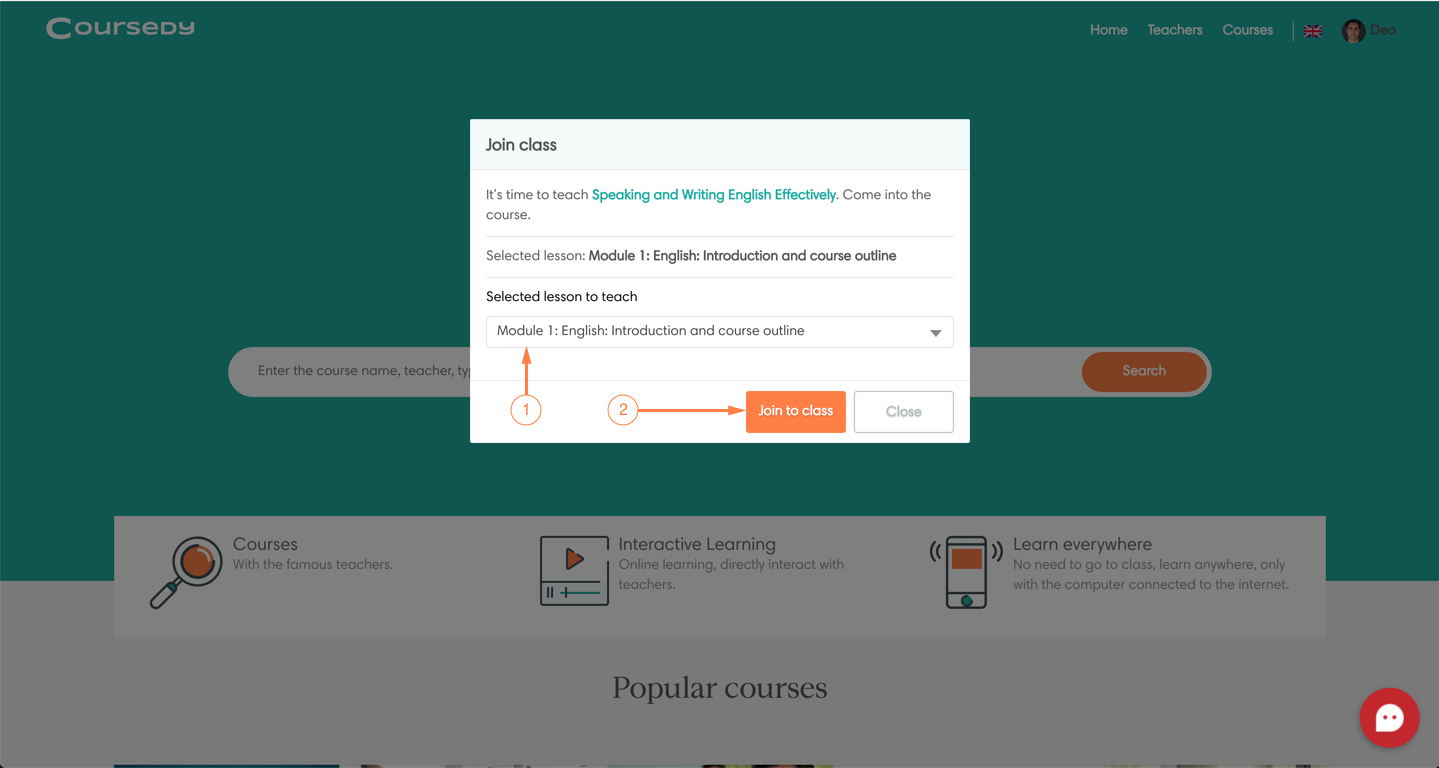 Coursedy
Home Teachers Courses Deo
Join class
It's time to teach Speaking and Writing English Effectively. Come into the
course.
Selected lesson: Module 1: English: Introduction and course outline
Selected lesson to teach
Module 1: English: Introduction and course outline
Enter the course name, teacher, Search
1
2
Join to class
Close
Courses
With the famous teachers.
Interactive Learning
Online learning, directly interact with
teachers.
Learn everywhere
No need to go to class, learn anywhere, only
with the computer connected to the internet.
Popular courses